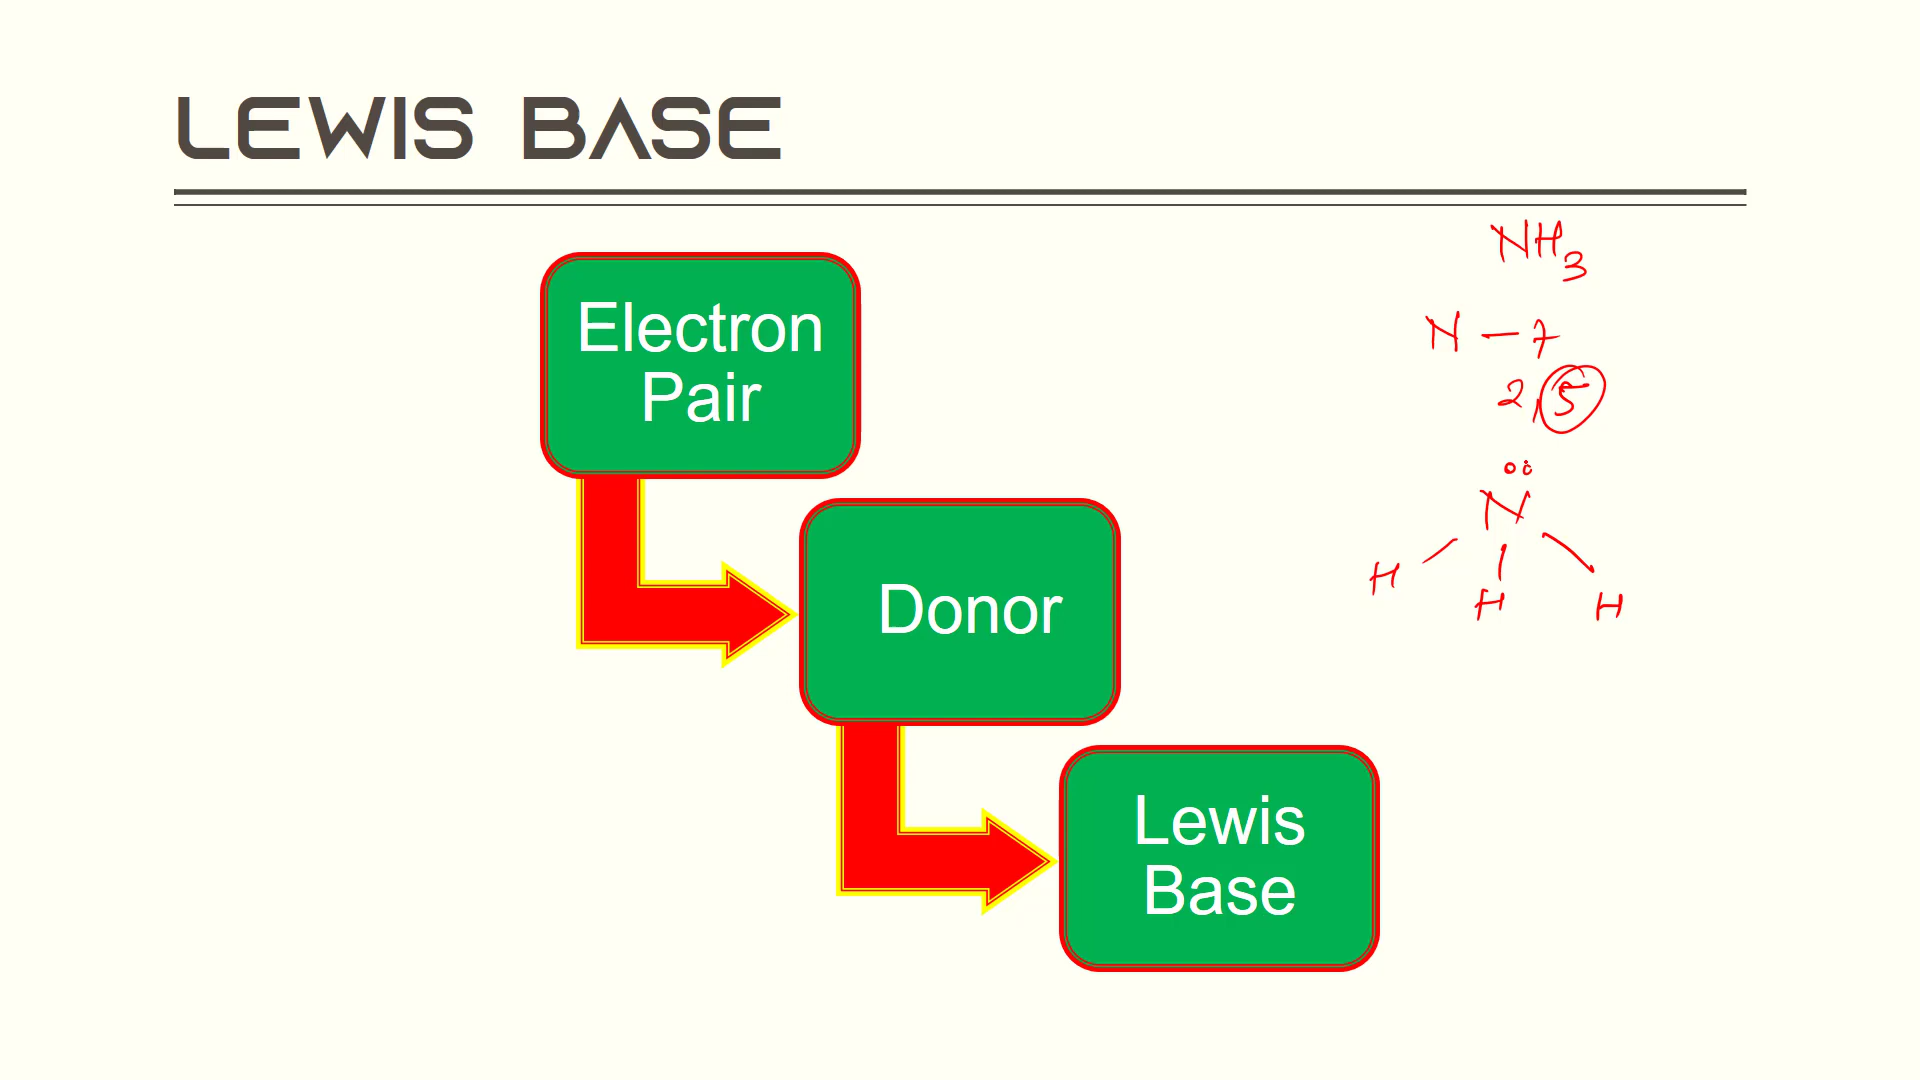 LEWIS BASE
Electron
Pair
Donor
Lewis
Base
NH3
N - 7
2,5
N
H
H
H